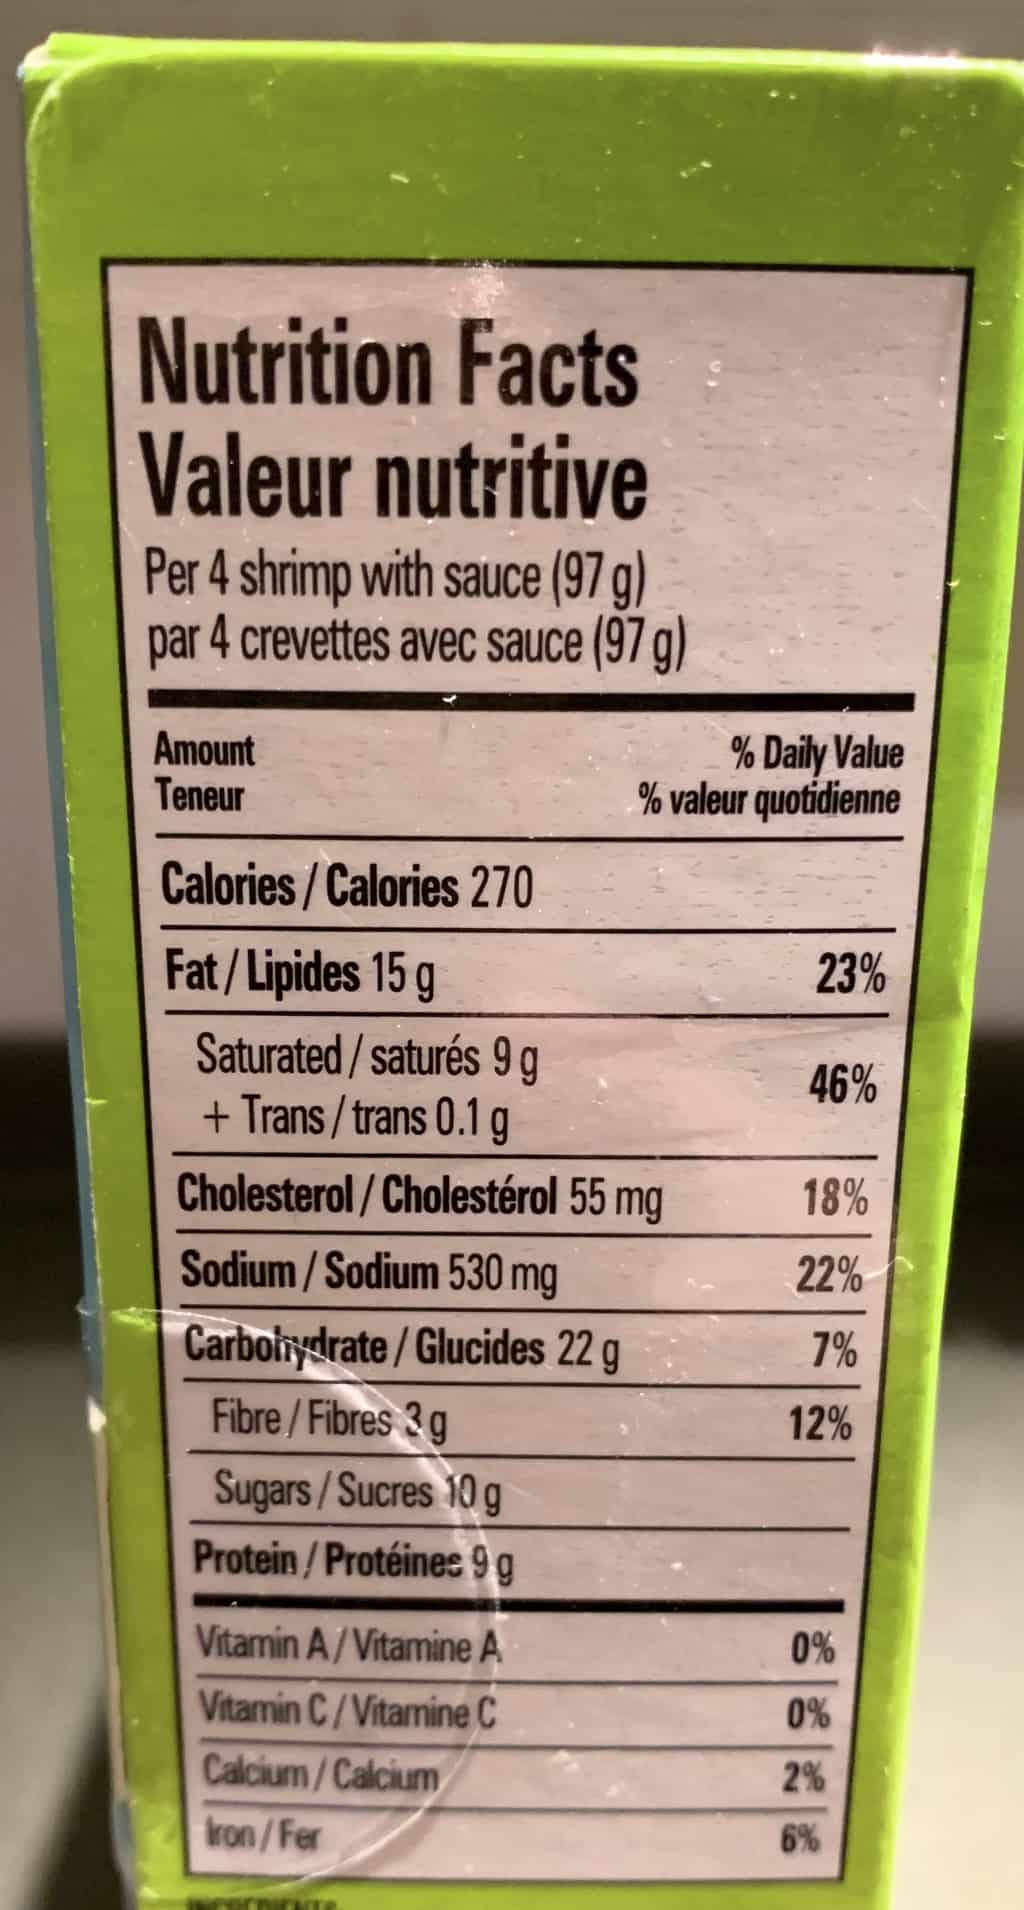 Nutrition Facts
Valeur nutritive
Per 4 shrimp with sauce (97 g)
par 4 crevettes avec sauce (97 g)
Amount % Daily Value
Teneur % valeur quotidienne
Calories / Calories 270
Fat / Lipides 15 g 23%
Saturated / saturés 9 g
+ Trans / trans 0.1 g 46%
Cholesterol / Cholestérol 55 mg 18%
Sodium / Sodium 530 mg 22%
Carbohydrate / Glucides 22 g 7%
Fibre / Fibres 3 g 12%
Sugars / Sucres 10 g
Protein / Protéines 9 g
Vitamin A / Vitamine A 0%
Vitamin C / Vitamine C 0%
Calcium / Calcium 2%
Iron / Fer 6%